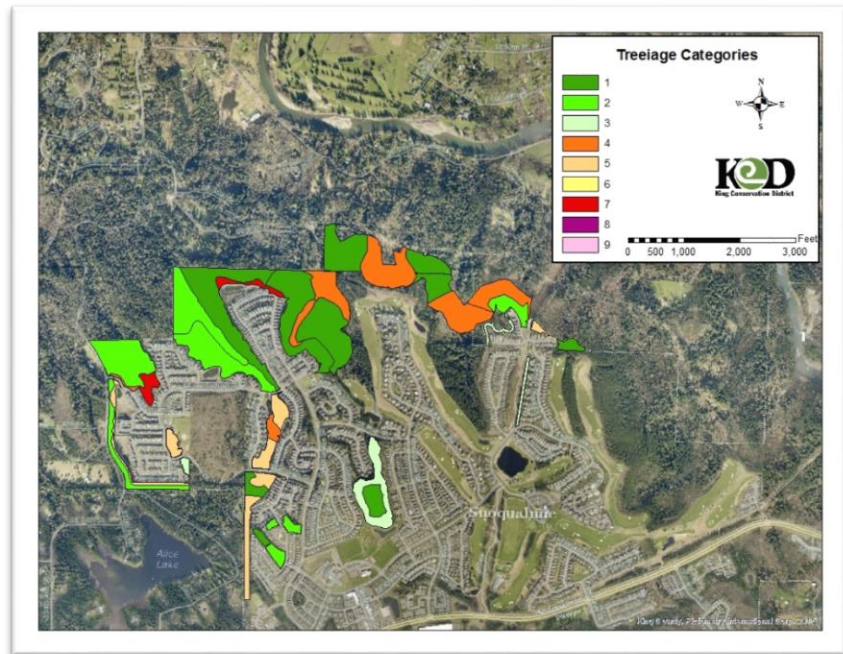 Treeiage Categories
1
2
3
4
5
6
7
8
9
N
W E
S
KCD
King Conservation District
Feet
0 500 1,000 2,000 3,000
Alice
Lake
Snoqualmie